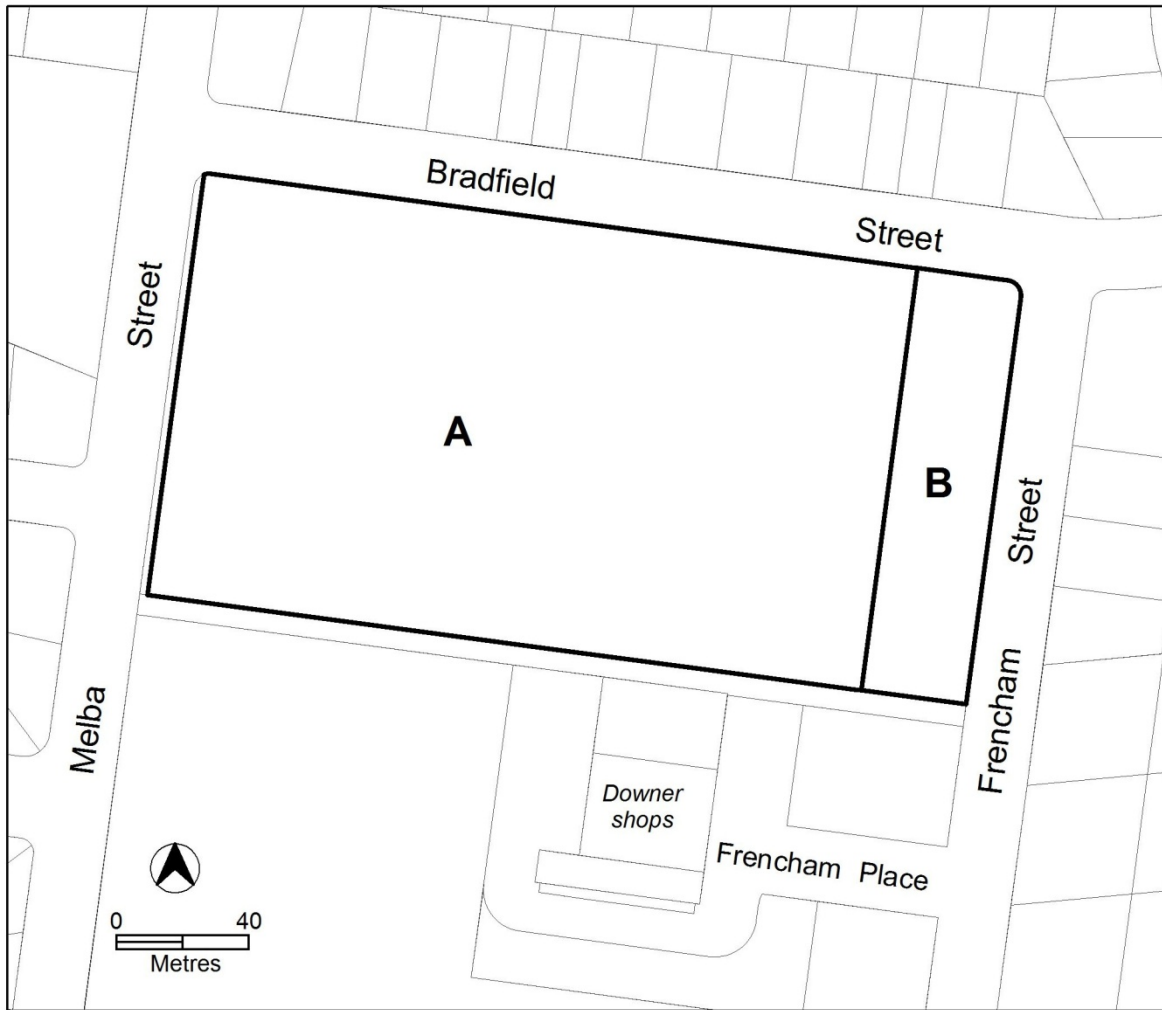 Bradfield
Street
Street
A
B
Street
Melba
Frencham
Downer
shops
Frencham Place
0 40
Metres